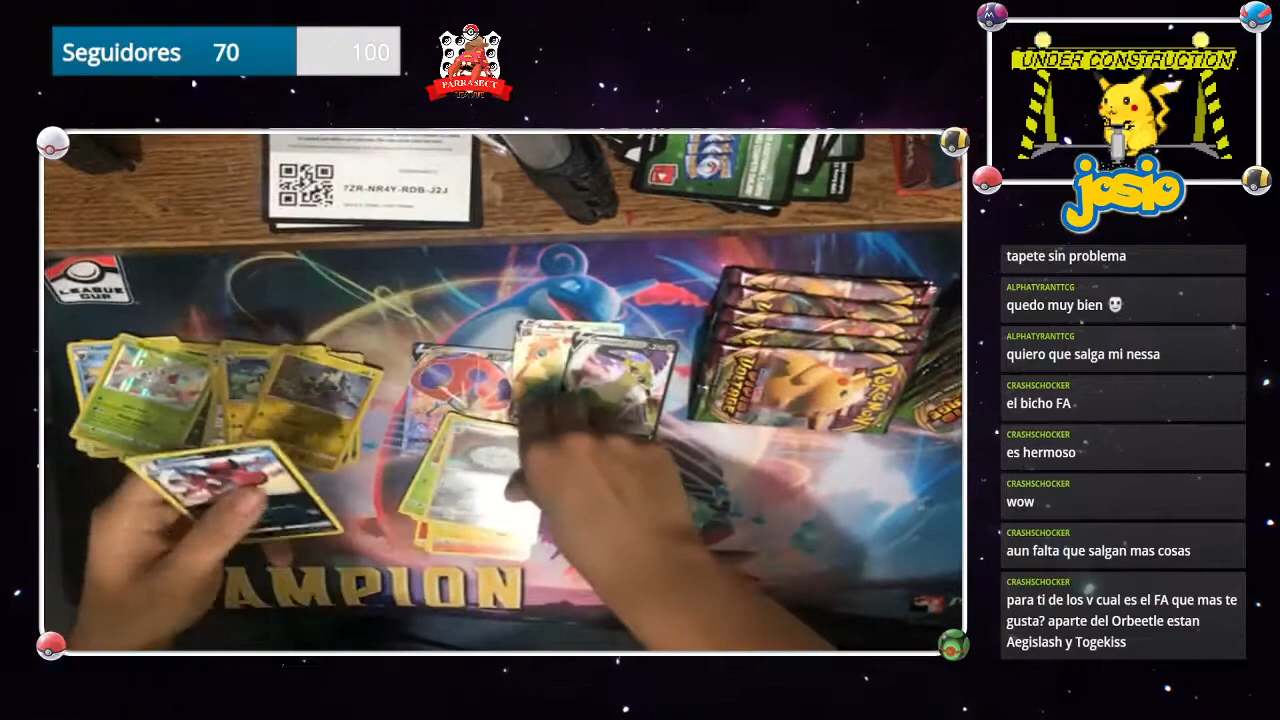 Seguidores 70 100
PARRASECT
LEAGUE
UNDER CONSTRUCTION
josio
7ZR-NR4Y-RDB-J2J
LEAGUE CUP
POKÉMON
VIVID
VOLTAGE
AMPION
tapete sin problema
ALPHATYRANTTCG
quedo muy bien
ALPHATYRANTTCG
quiero que salga mi nessa
CRASHSCHOCKER
el bicho FA
CRASHSCHOCKER
es hermoso
CRASHSCHOCKER
wow
CRASHSCHOCKER
aun falta que salgan mas cosas
CRASHSCHOCKER
para ti de los v cual es el FA que mas te
gusta? aparte del Orbeetle estan
Aegislash y Togekiss